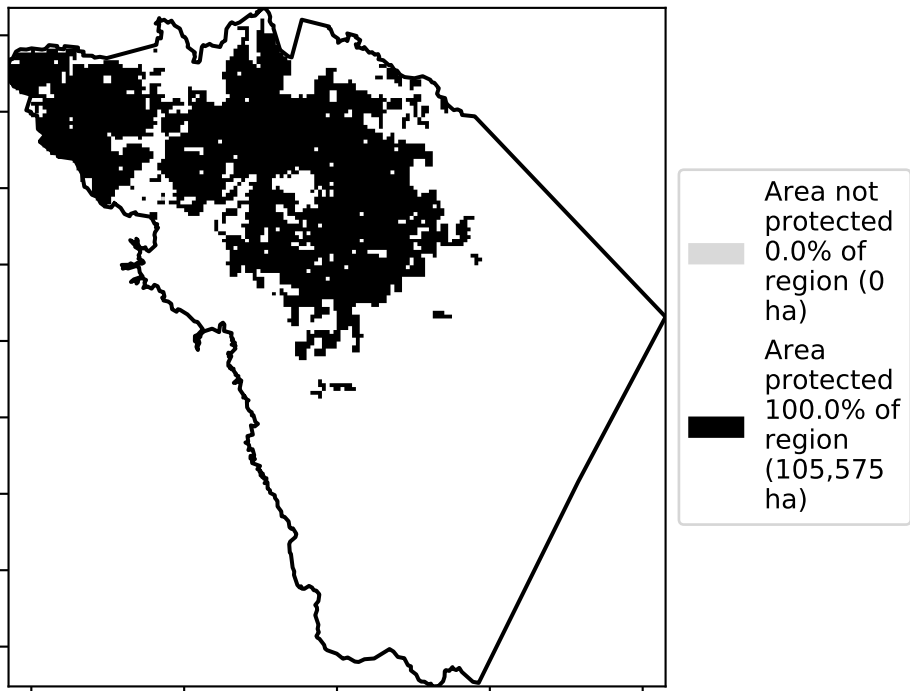 Area not
protected
0.0% of
region (0
ha)
Area
protected
100.0% of
region
(105,575
ha)